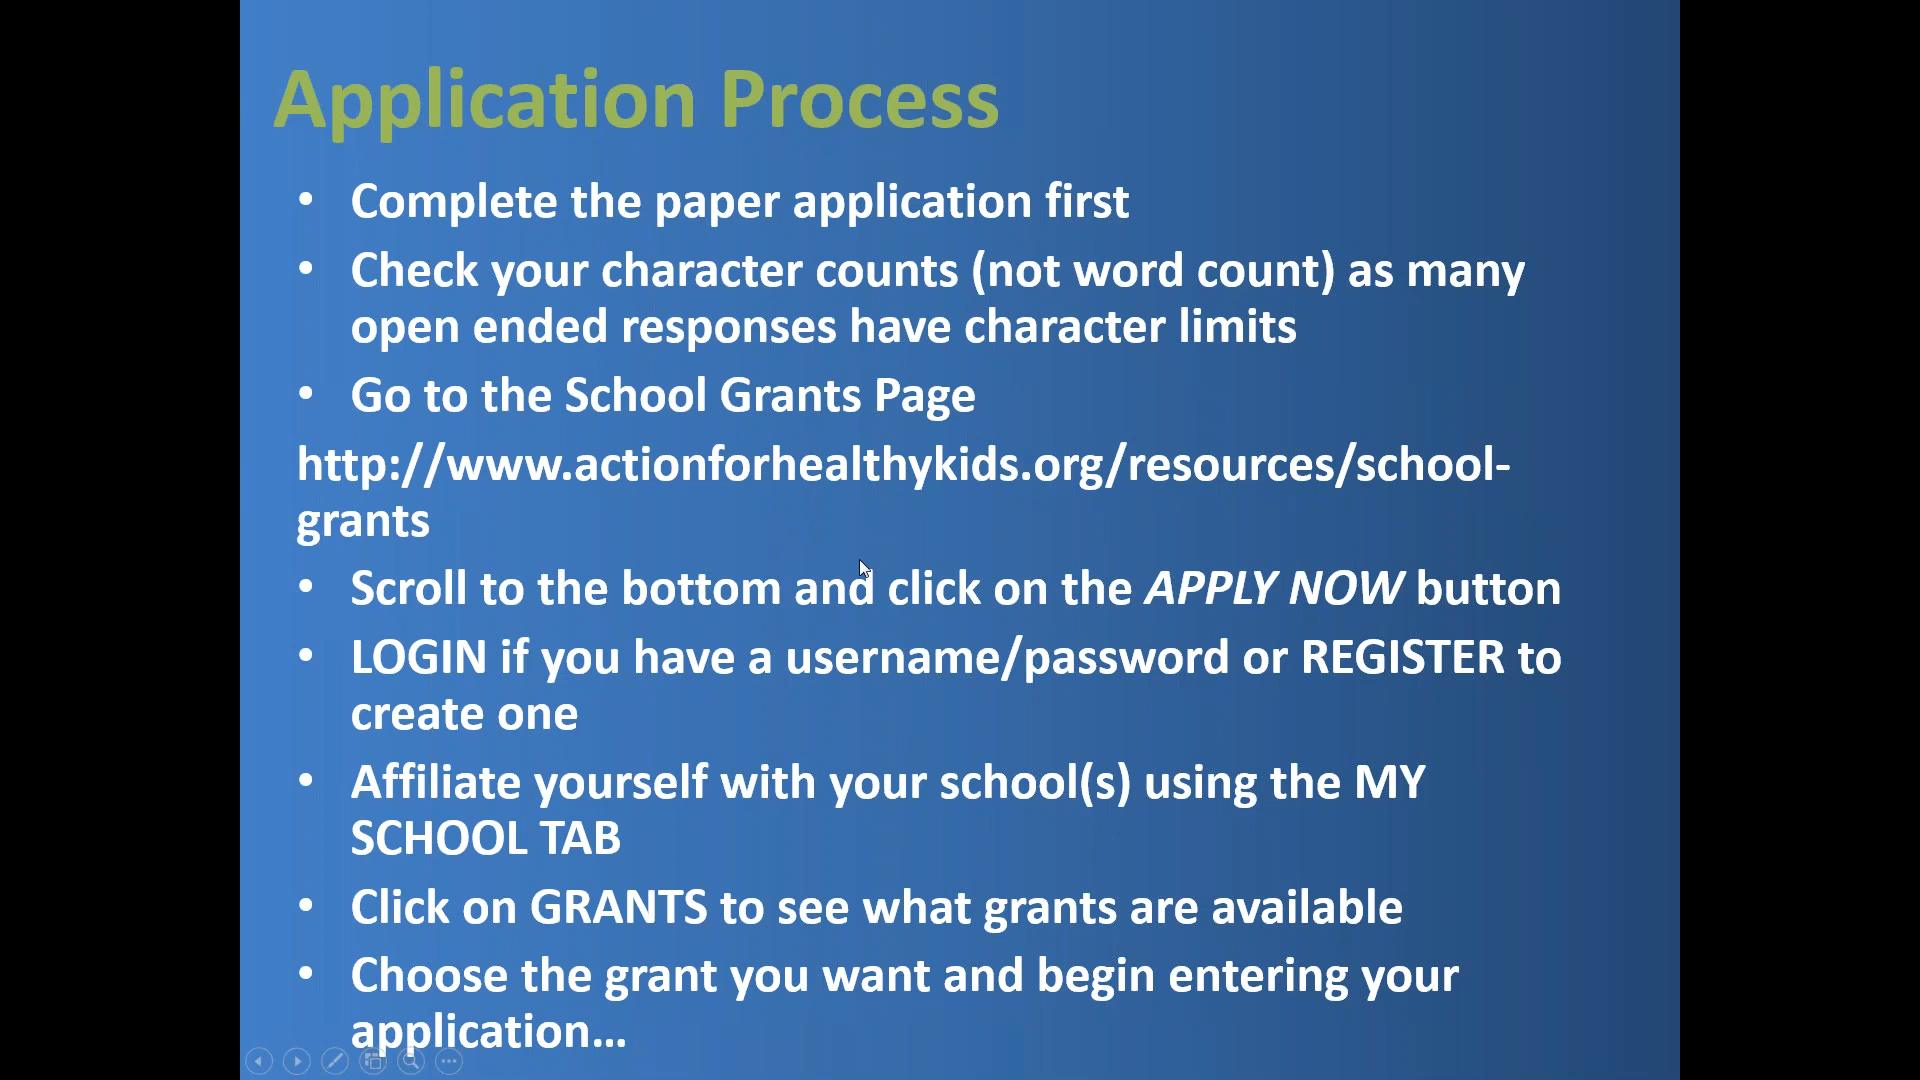 Application Process
• Complete the paper application first
• Check your character counts (not word count) as many
open ended responses have character limits
• Go to the School Grants Page
http://www.actionforhealthykids.org/resources/school-
grants
• Scroll to the bottom and click on the APPLY NOW button
• LOGIN if you have a username/password or REGISTER to
create one
• Affiliate yourself with your school(s) using the MY
SCHOOL TAB
• Click on GRANTS to see what grants are available
• Choose the grant you want and begin entering your
application...